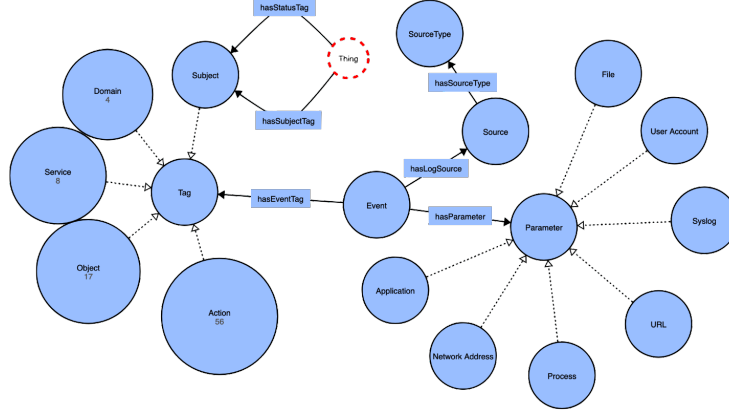 hasStatusTag
SourceType
Thing
File
Subject
hasSourceType
Domain
4
hasSubjectTag
Source
User Account
Service
8
hasLogSource
Tag
hasEventTag
Event
hasParameter
Parameter
Syslog
Object
17
Application
Action
56
URL
Network Address
Process